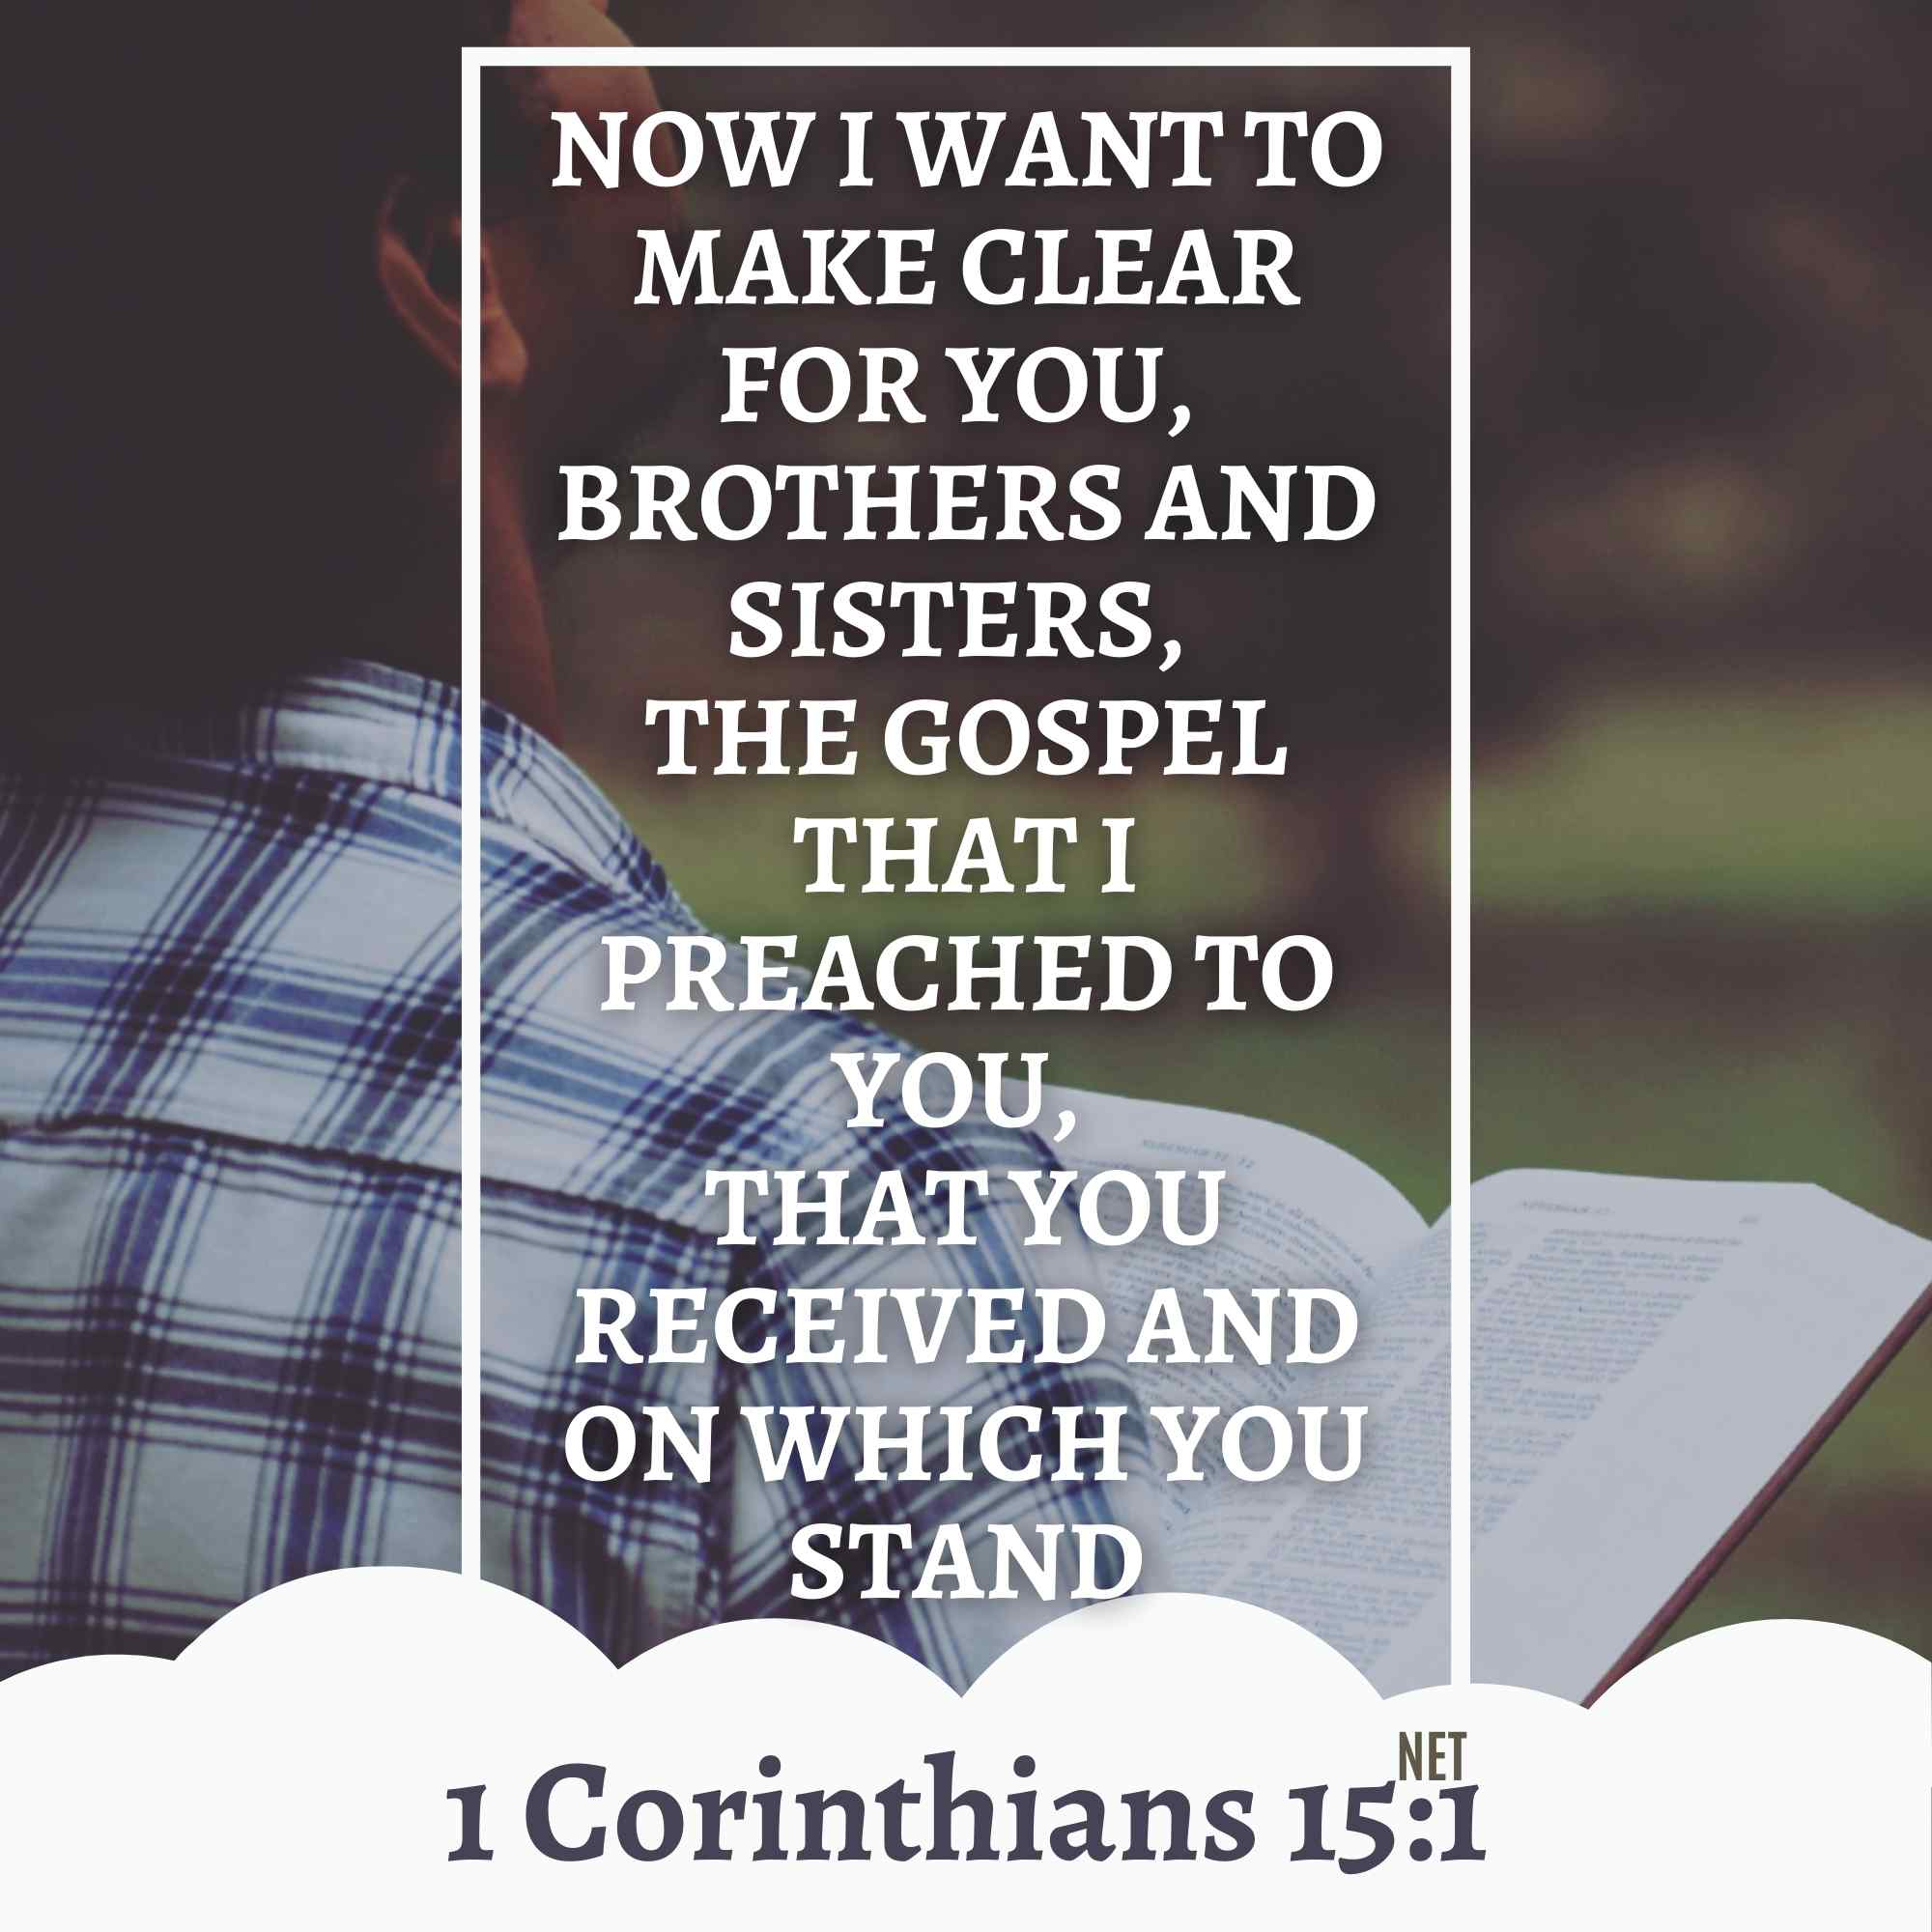 NOW I WANT TO
MAKE CLEAR
FOR YOU,
BROTHERS AND
SISTERS,
THE GOSPEL
THAT I
PREACHED TO
YOU,
THAT YOU
RECEIVED AND
ON WHICH YOU
STAND
NET
1 Corinthians 15:1